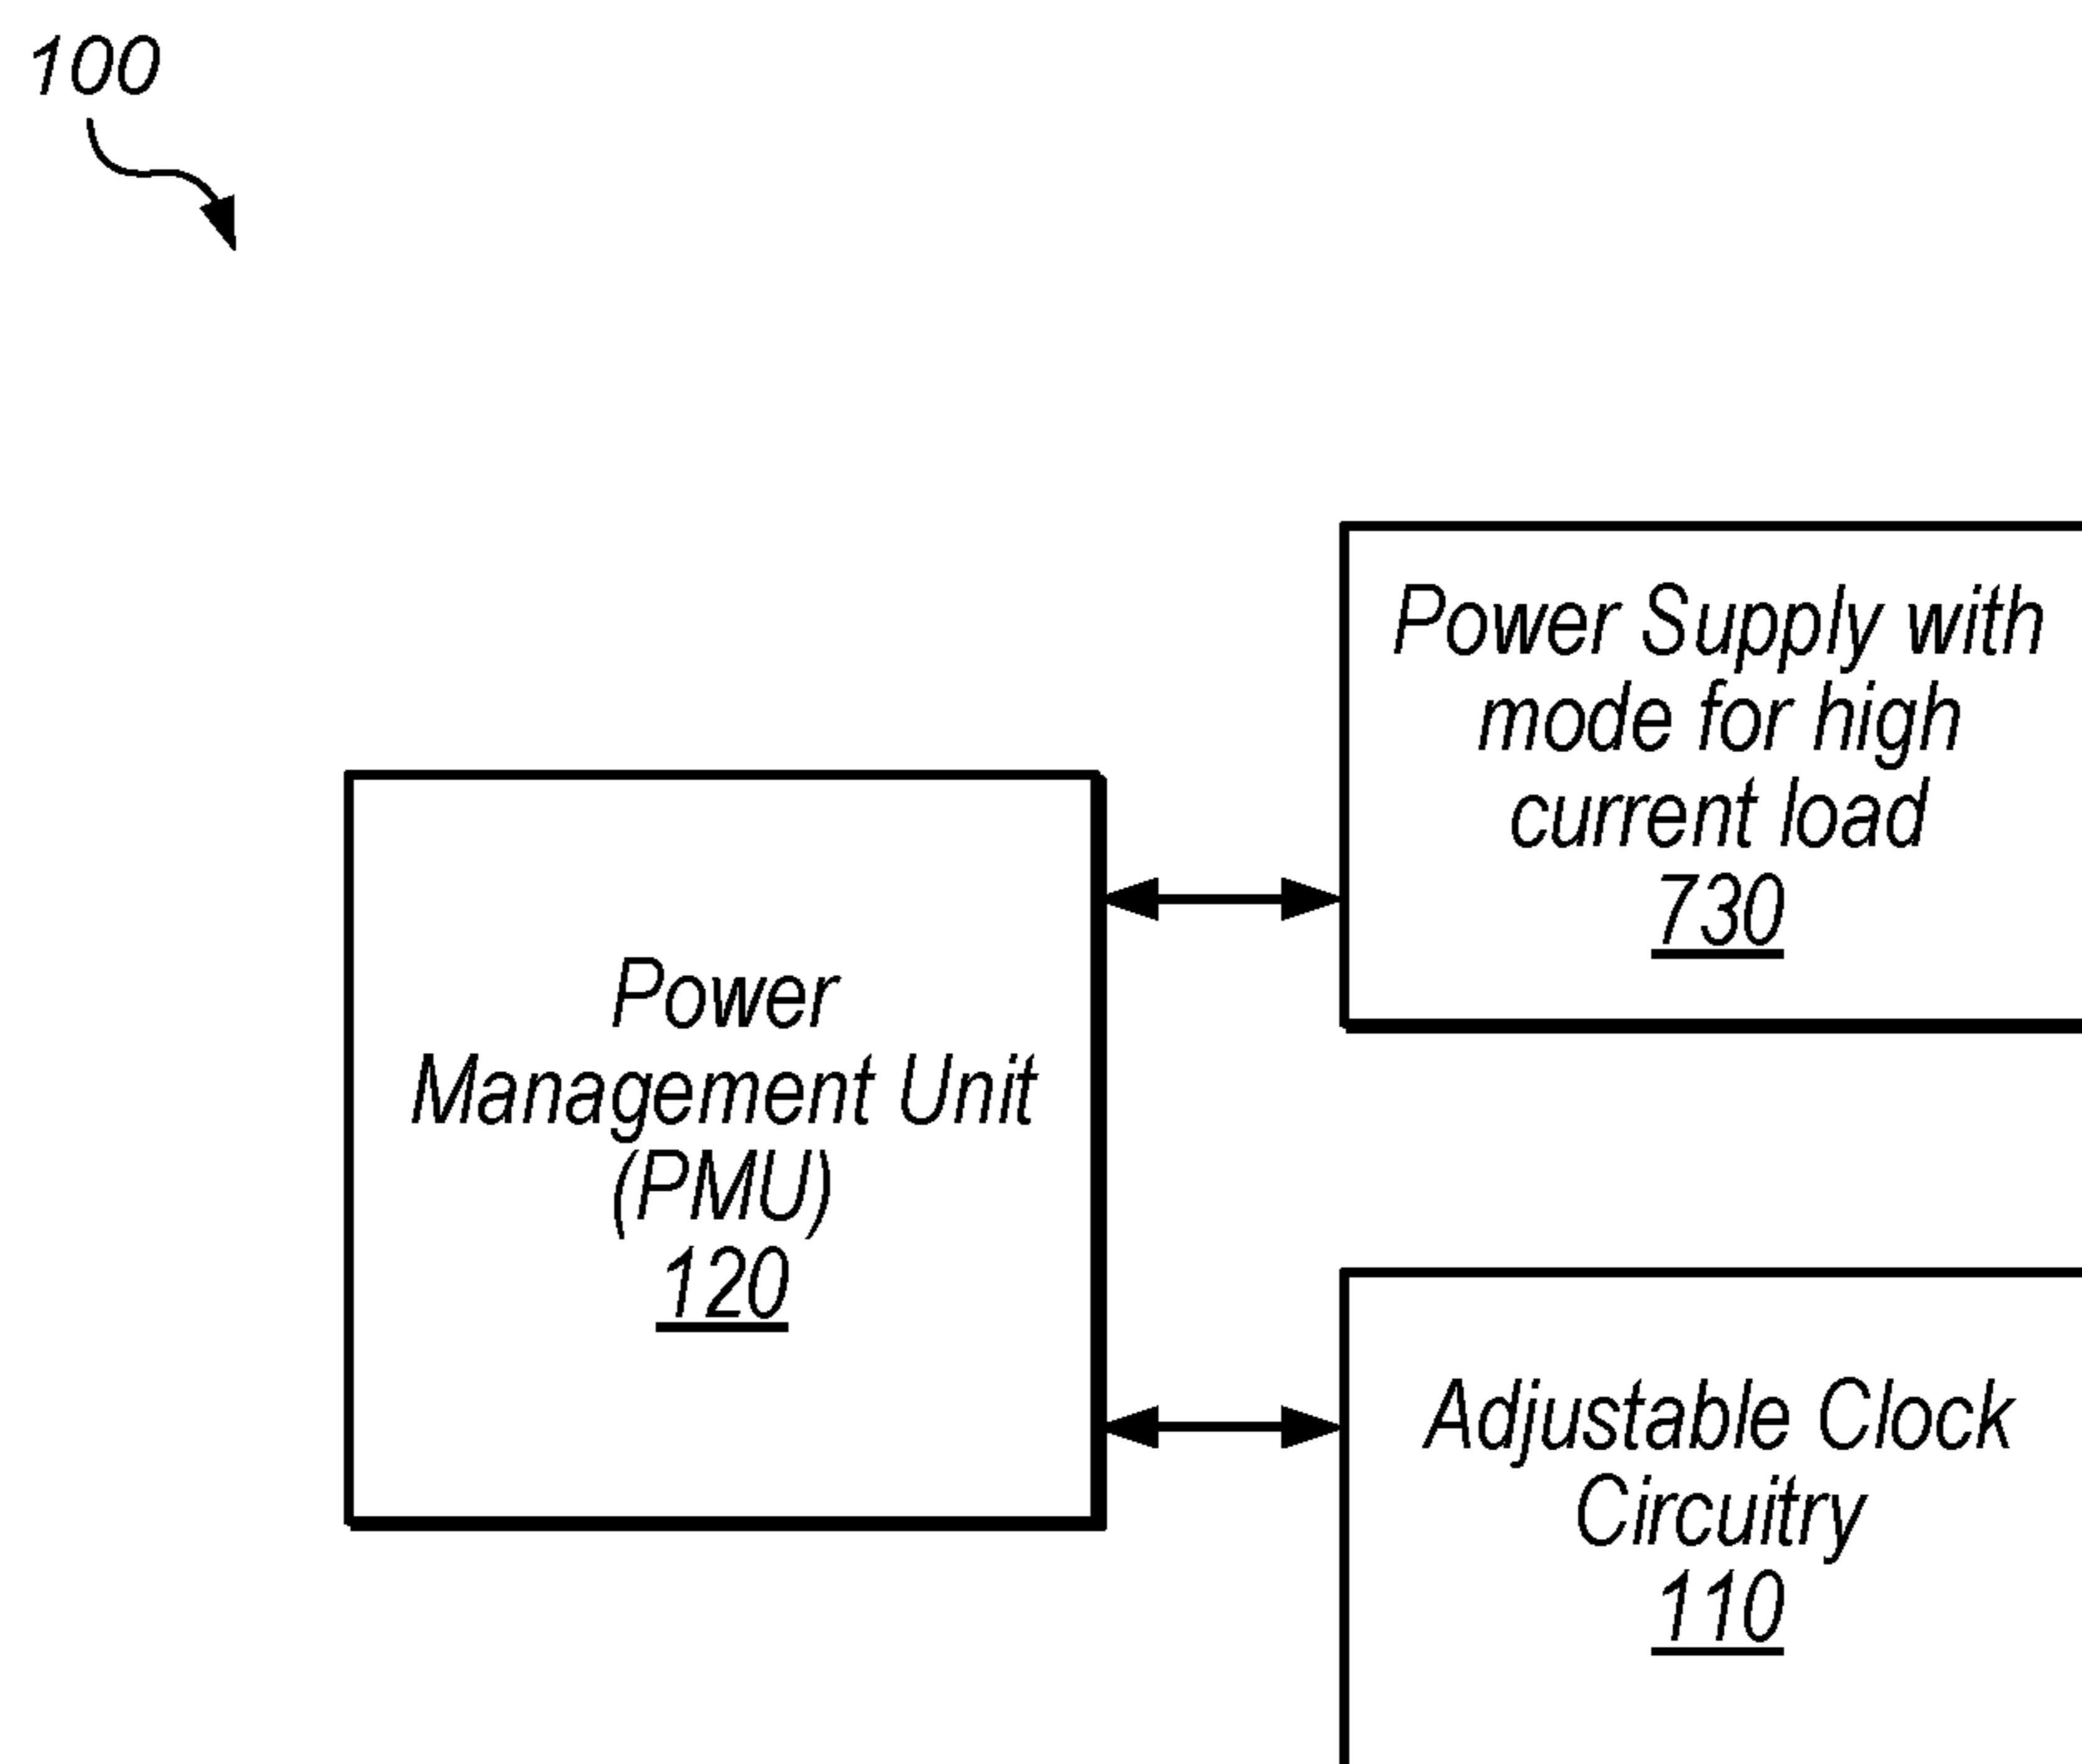 100
Power Supply with
mode for high
current load
730
Power
Management Unit
(PMU)
120
Adjustable Clock
Circuitry
110